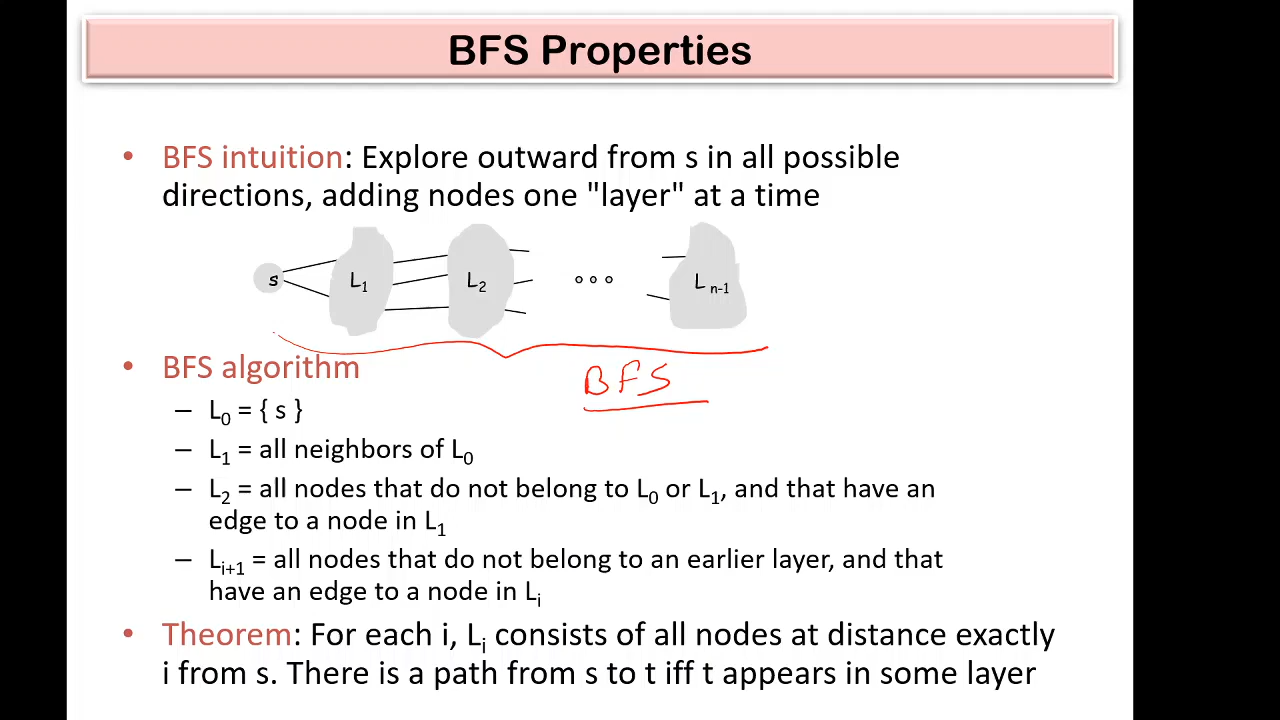 BFS Properties
• BFS intuition: Explore outward from s in all possible
directions, adding nodes one "layer" at a time
s L₁ L₂ ∘∘∘ L n-1
• BFS algorithm
BFS
– L₀ = { s }
– L₁ = all neighbors of L₀
– L₂ = all nodes that do not belong to L₀ or L₁, and that have an
edge to a node in L₁
– Lᵢ₊₁ = all nodes that do not belong to an earlier layer, and that
have an edge to a node in Lᵢ
• Theorem: For each i, Lᵢ consists of all nodes at distance exactly
i from s. There is a path from s to t iff t appears in some layer